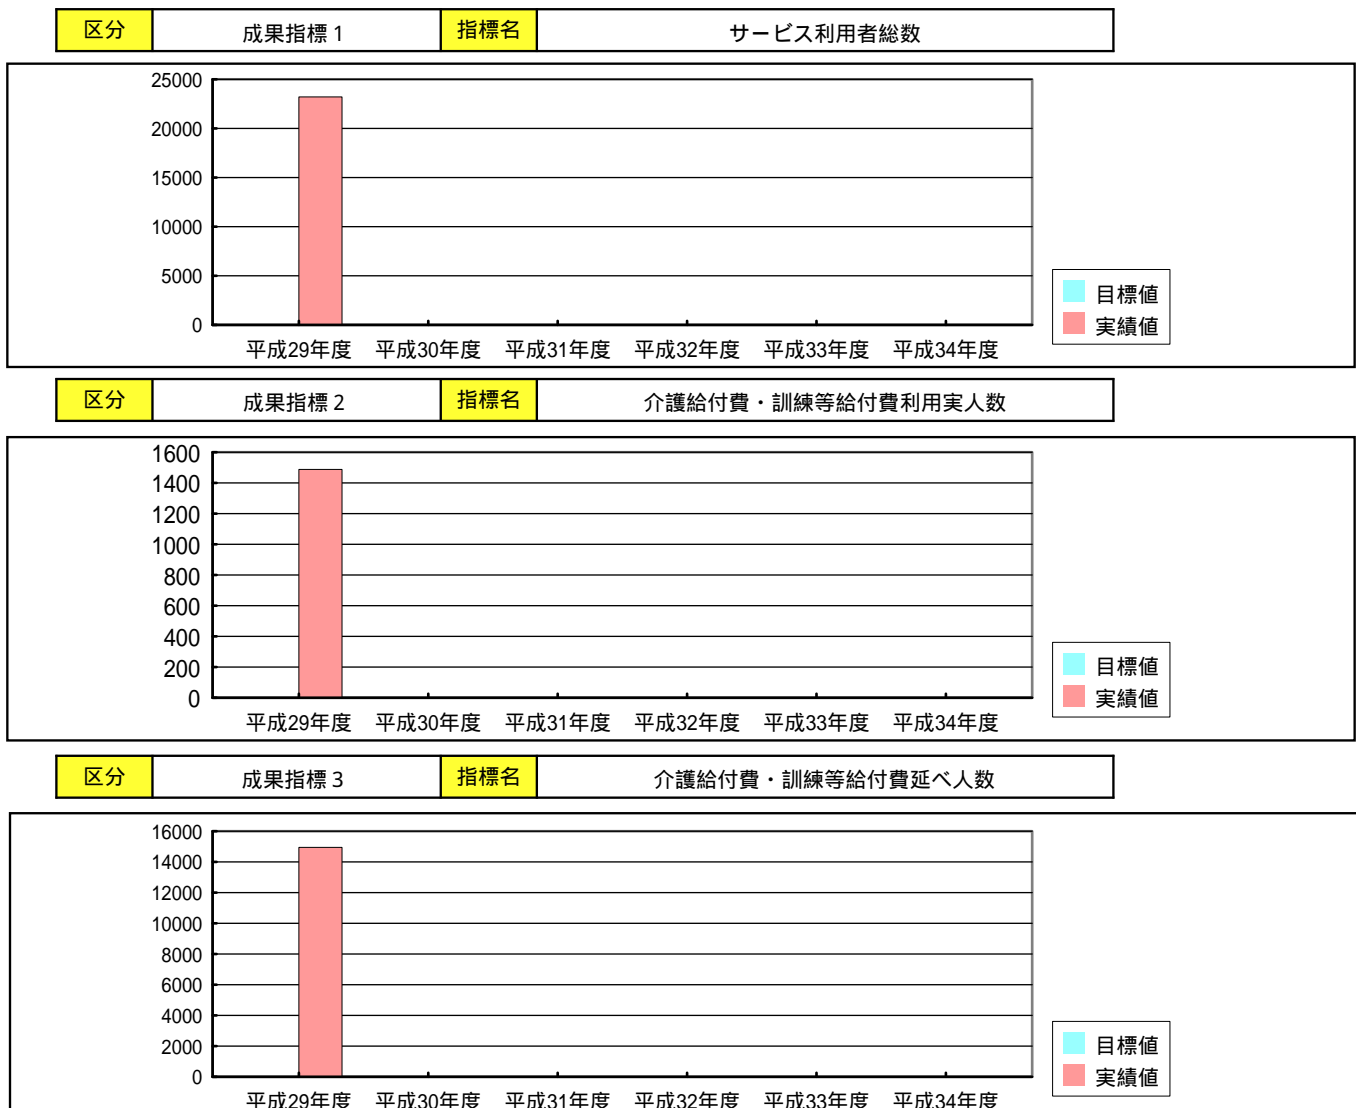 区分 成果指標1 指標名 サービス利用者総数
25000
20000
15000
10000
5000
0
平成29年度 平成30年度 平成31年度 平成32年度 平成33年度 平成34年度
目標値
実績値
区分 成果指標2 指標名 介護給付費・訓練等給付費利用実人数
1600
1400
1200
1000
800
600
400
200
0
平成29年度 平成30年度 平成31年度 平成32年度 平成33年度 平成34年度
目標値
実績値
区分 成果指標3 指標名 介護給付費・訓練等給付費延べ人数
16000
14000
12000
10000
8000
6000
4000
2000
0
平成29年度 平成30年度 平成31年度 平成32年度 平成33年度 平成34年度
目標値
実績値